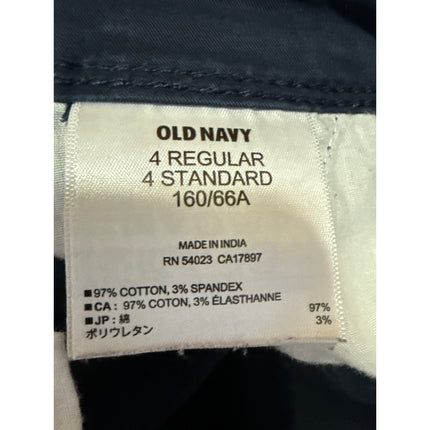 OLD NAVY
4 REGULAR
4 STANDARD
160/66A
MADE IN INDIA
RN 54023 CA17897
■97% COTTON, 3% SPANDEX
■CA : 97% COTON, 3% ÉLASTHANNE
■JP : 綿 97%
ポリウレタン 3%